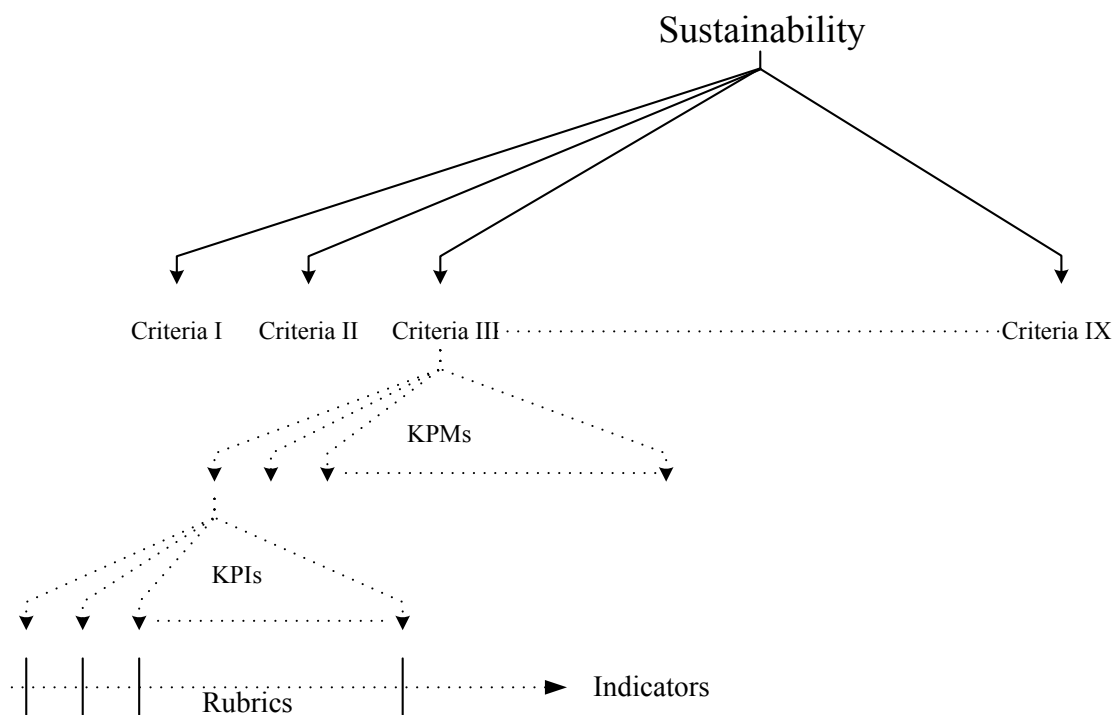 Sustainability
Criteria I Criteria II Criteria III Criteria IX
KPMs
KPIs
Rubrics Indicators